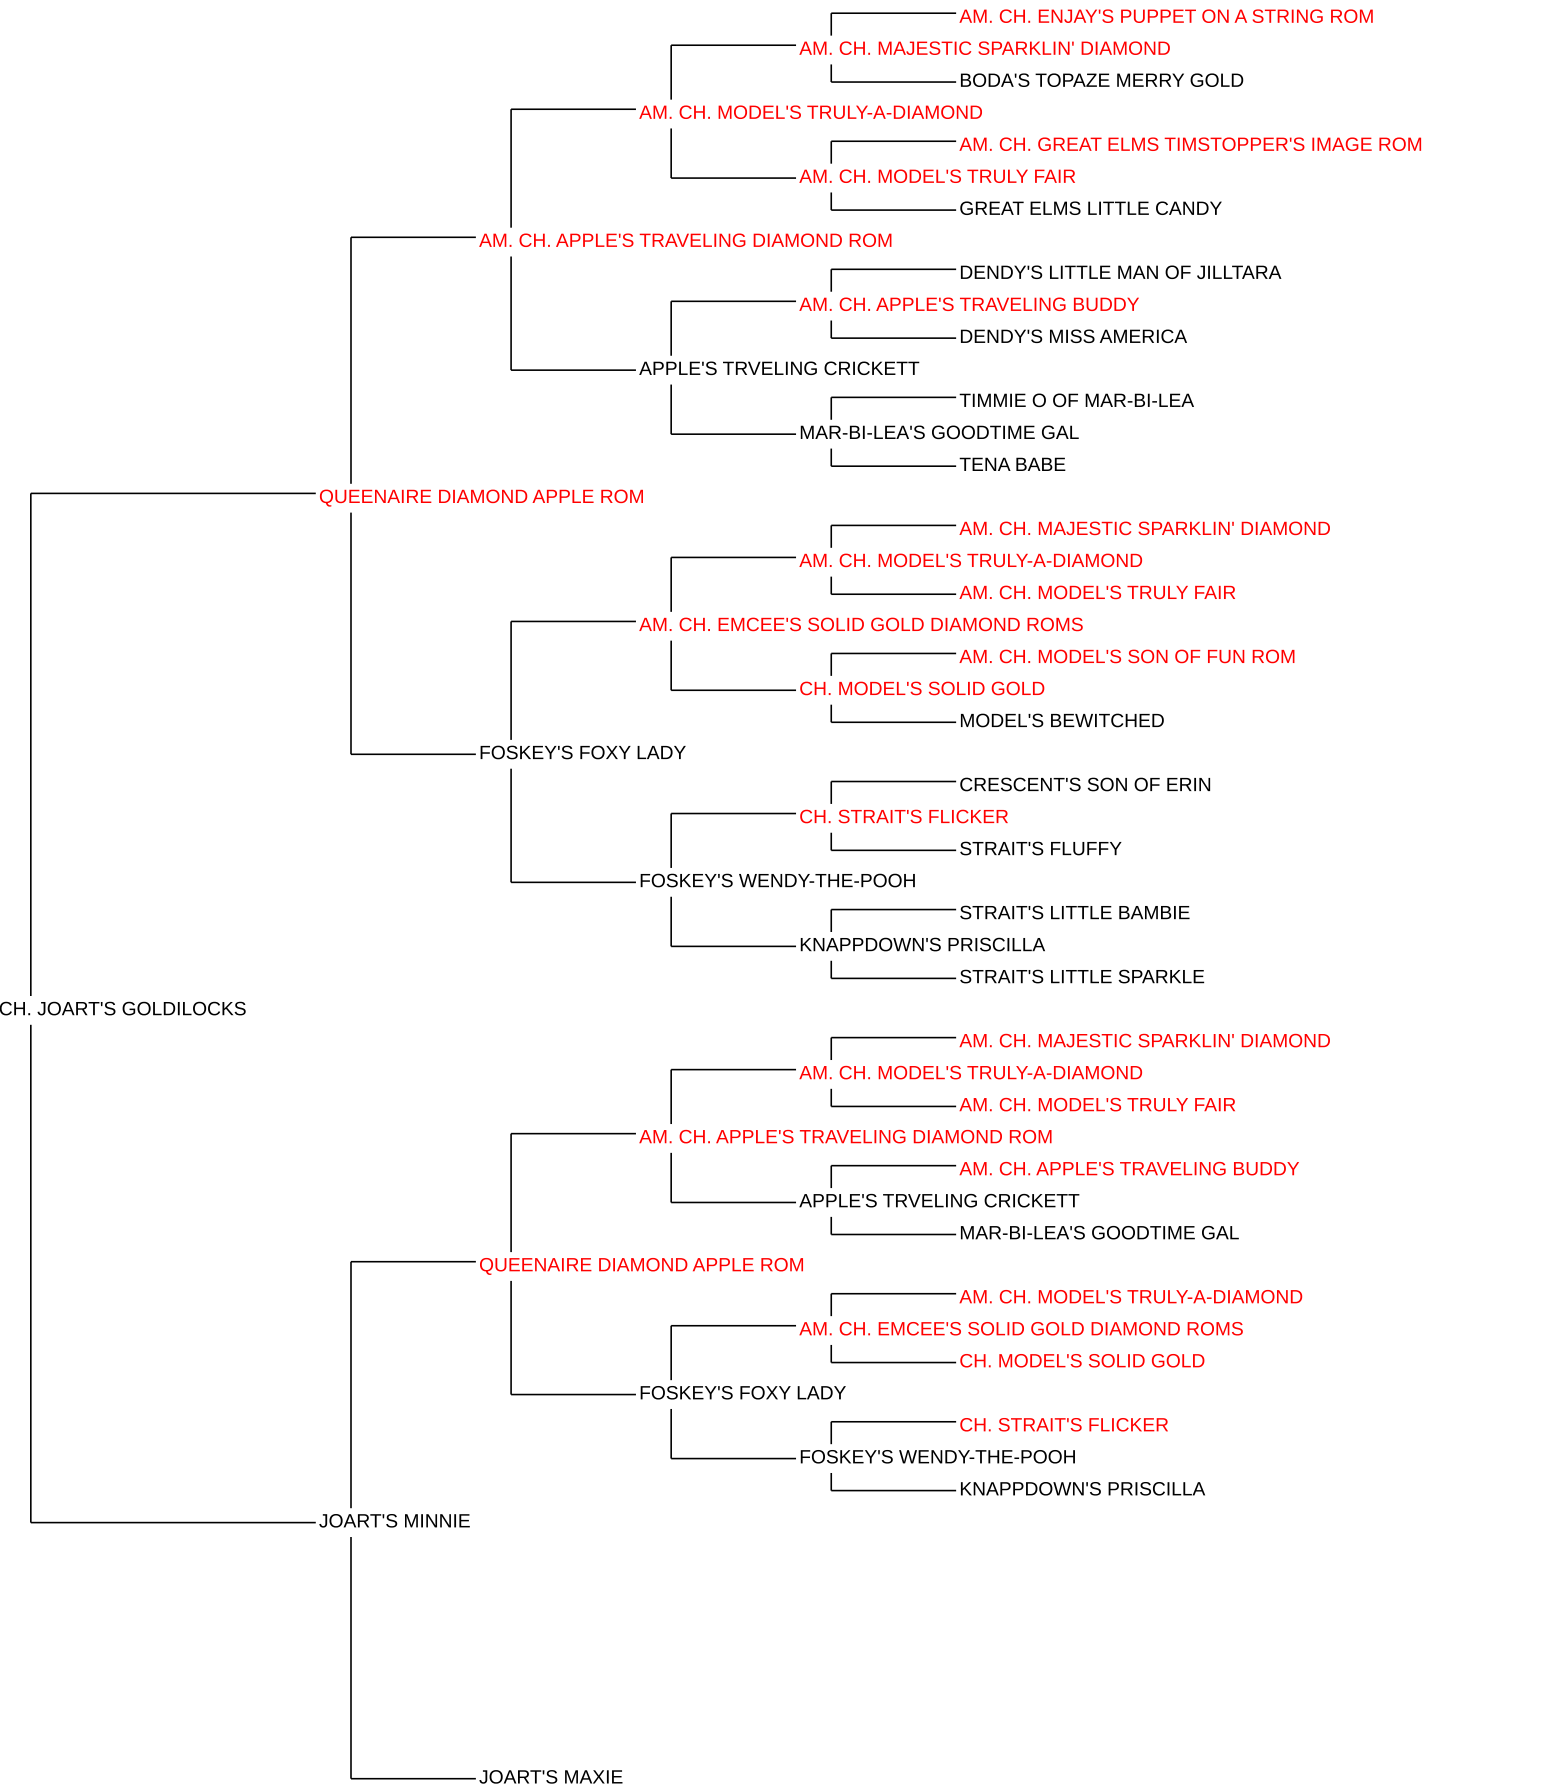 AM. CH. ENJAY'S PUPPET ON A STRING ROM
AM. CH. MAJESTIC SPARKLIN' DIAMOND
BODA'S TOPAZE MERRY GOLD
AM. CH. MODEL'S TRULY-A-DIAMOND
AM. CH. GREAT ELMS TIMSTOPPER'S IMAGE ROM
AM. CH. MODEL'S TRULY FAIR
GREAT ELMS LITTLE CANDY
AM. CH. APPLE'S TRAVELING DIAMOND ROM
DENDY'S LITTLE MAN OF JILLTARA
AM. CH. APPLE'S TRAVELING BUDDY
DENDY'S MISS AMERICA
APPLE'S TRVELING CRICKETT
TIMMIE O OF MAR-BI-LEA
MAR-BI-LEA'S GOODTIME GAL
TENA BABE
QUEENAIRE DIAMOND APPLE ROM
AM. CH. MAJESTIC SPARKLIN' DIAMOND
AM. CH. MODEL'S TRULY-A-DIAMOND
AM. CH. MODEL'S TRULY FAIR
AM. CH. EMCEE'S SOLID GOLD DIAMOND ROMS
AM. CH. MODEL'S SON OF FUN ROM
CH. MODEL'S SOLID GOLD
MODEL'S BEWITCHED
FOSKEY'S FOXY LADY
CRESCENT'S SON OF ERIN
CH. STRAIT'S FLICKER
STRAIT'S FLUFFY
FOSKEY'S WENDY-THE-POOH
STRAIT'S LITTLE BAMBIE
KNAPPDOWN'S PRISCILLA
STRAIT'S LITTLE SPARKLE
CH. JOART'S GOLDILOCKS
AM. CH. MAJESTIC SPARKLIN' DIAMOND
AM. CH. MODEL'S TRULY-A-DIAMOND
AM. CH. MODEL'S TRULY FAIR
AM. CH. APPLE'S TRAVELING DIAMOND ROM
AM. CH. APPLE'S TRAVELING BUDDY
APPLE'S TRVELING CRICKETT
MAR-BI-LEA'S GOODTIME GAL
QUEENAIRE DIAMOND APPLE ROM
AM. CH. MODEL'S TRULY-A-DIAMOND
AM. CH. EMCEE'S SOLID GOLD DIAMOND ROMS
CH. MODEL'S SOLID GOLD
FOSKEY'S FOXY LADY
CH. STRAIT'S FLICKER
FOSKEY'S WENDY-THE-POOH
KNAPPDOWN'S PRISCILLA
JOART'S MINNIE
JOART'S MAXIE